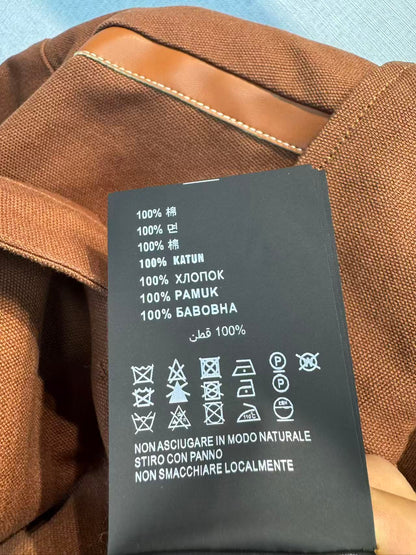 100% 棉
100% 면
100% 棉
100% KATUN
100% ХЛОПОК
100% PAMUK
100% БАВОВНА
100% قطن
P
W
P
110
NON ASCIUGARE IN MODO NATURALE
STIRO CON PANNO
NON SMACCHIARE LOCALMENTE